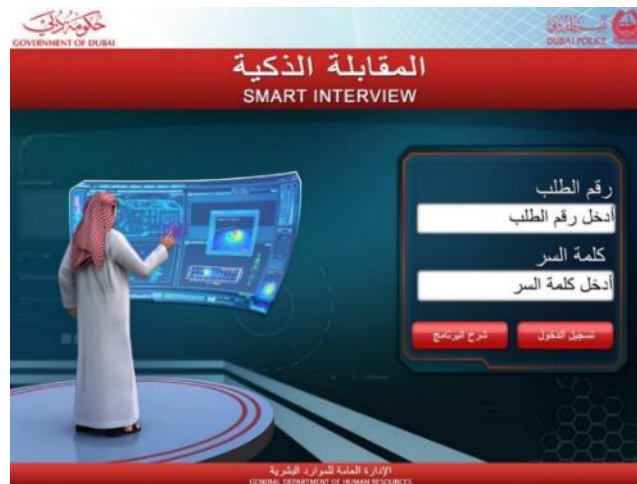 حكومة دبي
GOVERNMENT OF DUBAI
DUBAI POLICE
المقابلة الذكية
SMART INTERVIEW
رقم الطلب
أدخل رقم الطلب
كلمة السر
أدخل كلمة السر
تسجيل الدخول
شرح البرنامج
الإدارة العامة للموارد البشرية
GENERAL DEPARTMENT OF HUMAN RESOURCES